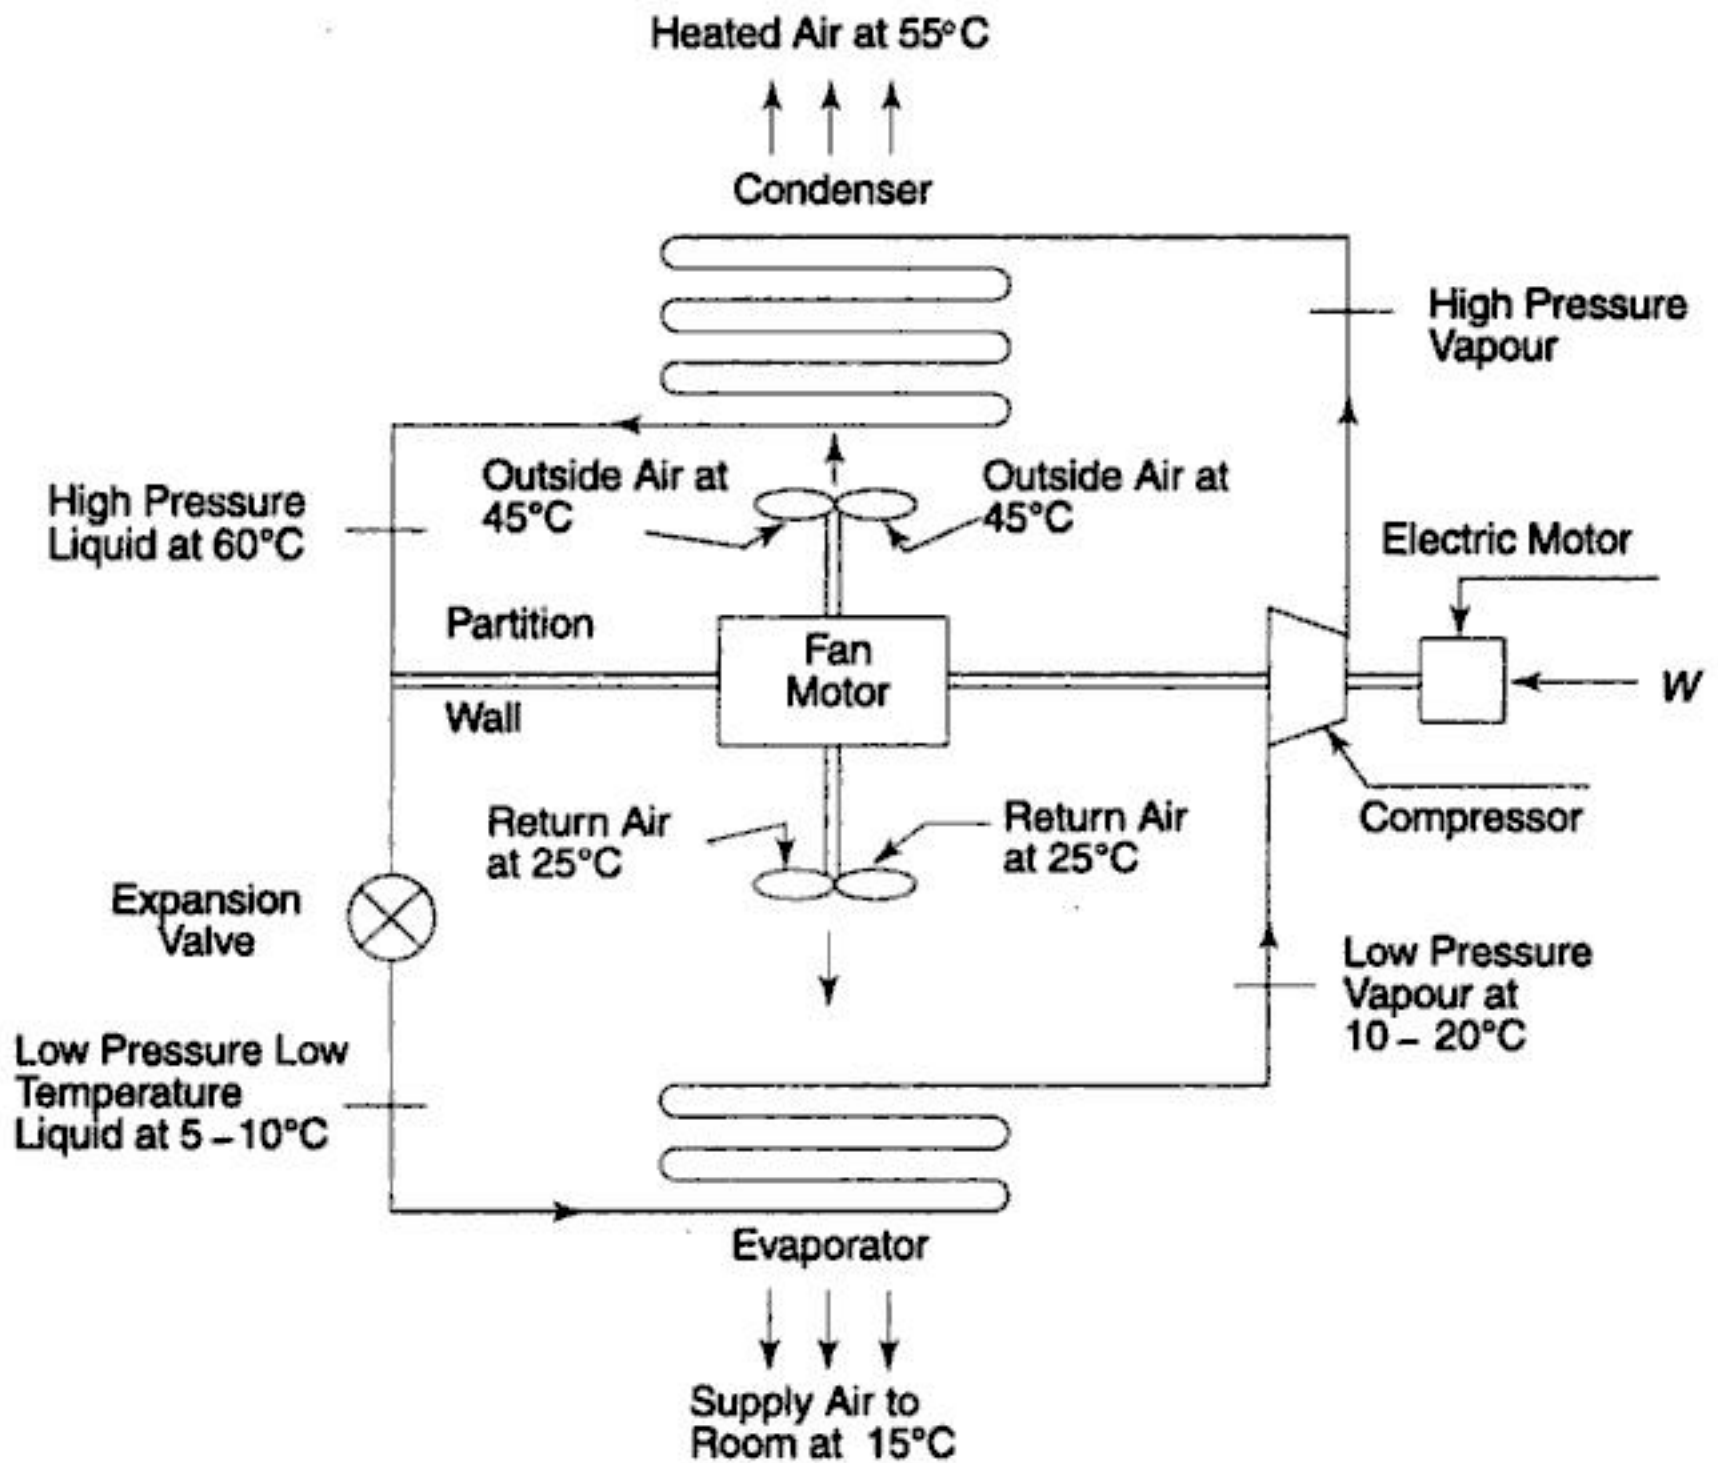 Heated Air at 55°C
Condenser
High Pressure
Vapour
Outside Air at
45°C
Outside Air at
45°C
High Pressure
Liquid at 60°C
Electric Motor
Partition
Fan
Motor
W
Wall
Return Air
at 25°C
Return Air
at 25°C
Compressor
Expansion
Valve
Low Pressure
Vapour at
10 – 20°C
Low Pressure Low
Temperature
Liquid at 5 – 10°C
Evaporator
Supply Air to
Room at 15°C